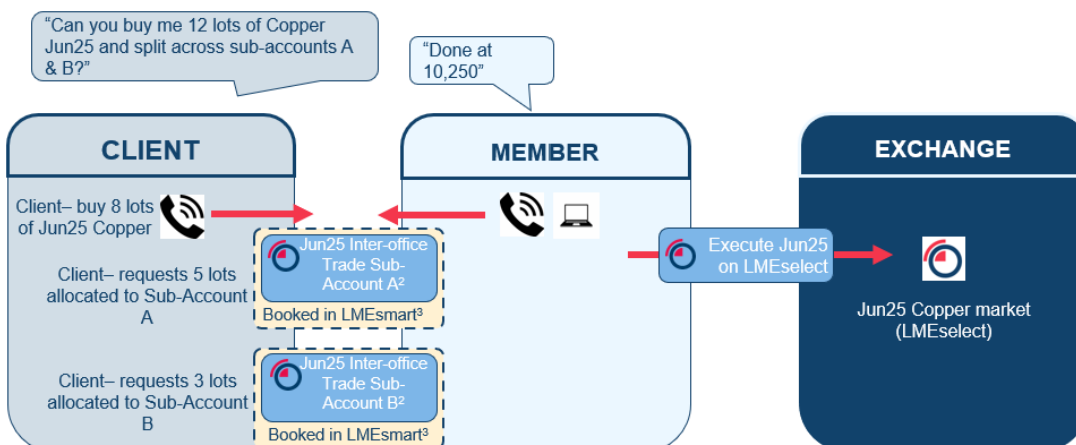 “Can you buy me 12 lots of Copper
Jun25 and split across sub-accounts A
& B?”
“Done at
10,250”
CLIENT
MEMBER
EXCHANGE
Client– buy 8 lots
of Jun25 Copper
Jun25 Inter-office
Trade Sub-
Account A²
Booked in LMEsmart³
Execute Jun25
on LMEselect
Client– requests 5 lots
allocated to Sub-Account
A
Jun25 Copper market
(LMEselect)
Client– requests 3 lots
allocated to Sub-Account
B
Jun25 Inter-office
Trade Sub-
Account B²
Booked in LMEsmart³